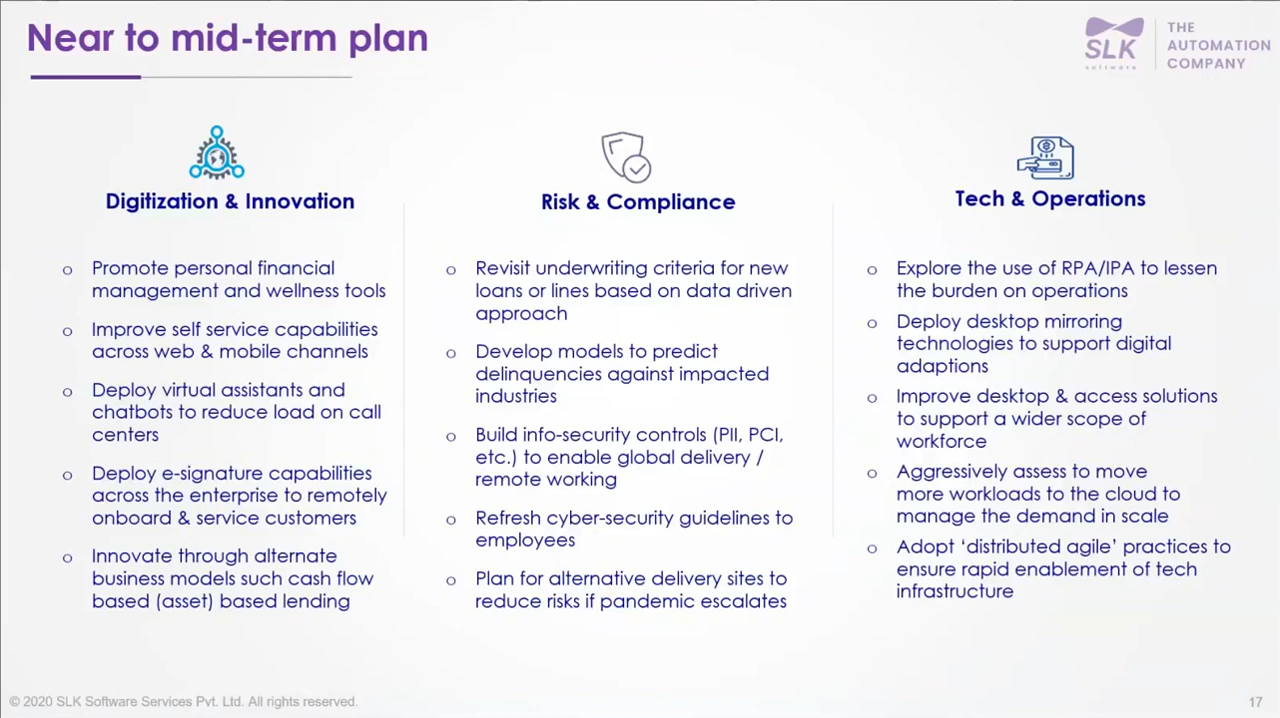 Near to mid-term plan
SLK
software
THE
AUTOMATION
COMPANY
Digitization & Innovation
o Promote personal financial
management and wellness tools
o Improve self service capabilities
across web & mobile channels
o Deploy virtual assistants and
chatbots to reduce load on call
centers
o Deploy e-signature capabilities
across the enterprise to remotely
onboard & service customers
o Innovate through alternate
business models such cash flow
based (asset) based lending
Risk & Compliance
o Revisit underwriting criteria for new
loans or lines based on data driven
approach
o Develop models to predict
delinquencies against impacted
industries
o Build info-security controls (PII, PCI,
etc.) to enable global delivery /
remote working
o Refresh cyber-security guidelines to
employees
o Plan for alternative delivery sites to
reduce risks if pandemic escalates
Tech & Operations
o Explore the use of RPA/IPA to lessen
the burden on operations
o Deploy desktop mirroring
technologies to support digital
adaptions
o Improve desktop & access solutions
to support a wider scope of
workforce
o Aggressively assess to move
more workloads to the cloud to
manage the demand in scale
o Adopt ‘distributed agile’ practices to
ensure rapid enablement of tech
infrastructure
© 2020 SLK Software Services Pvt. Ltd. All rights reserved.
17